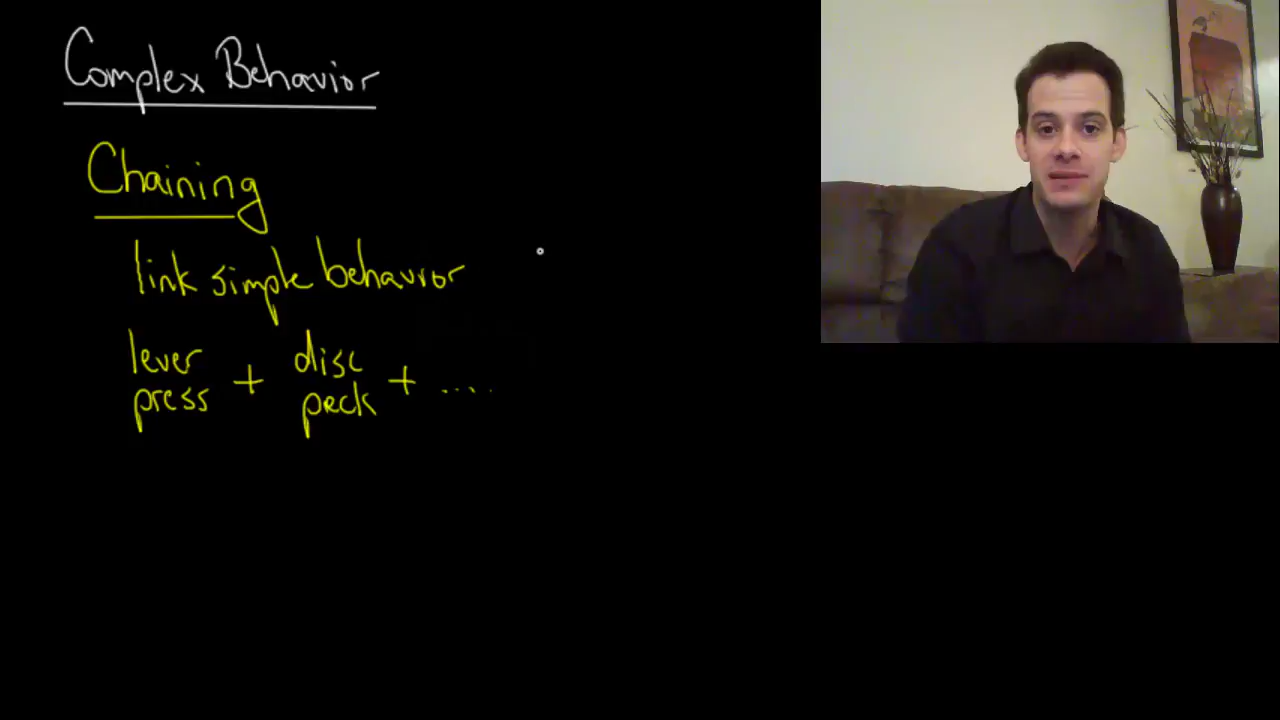 Complex Behavior
Chaining
link simple behavior
lever press + disc peck + ....